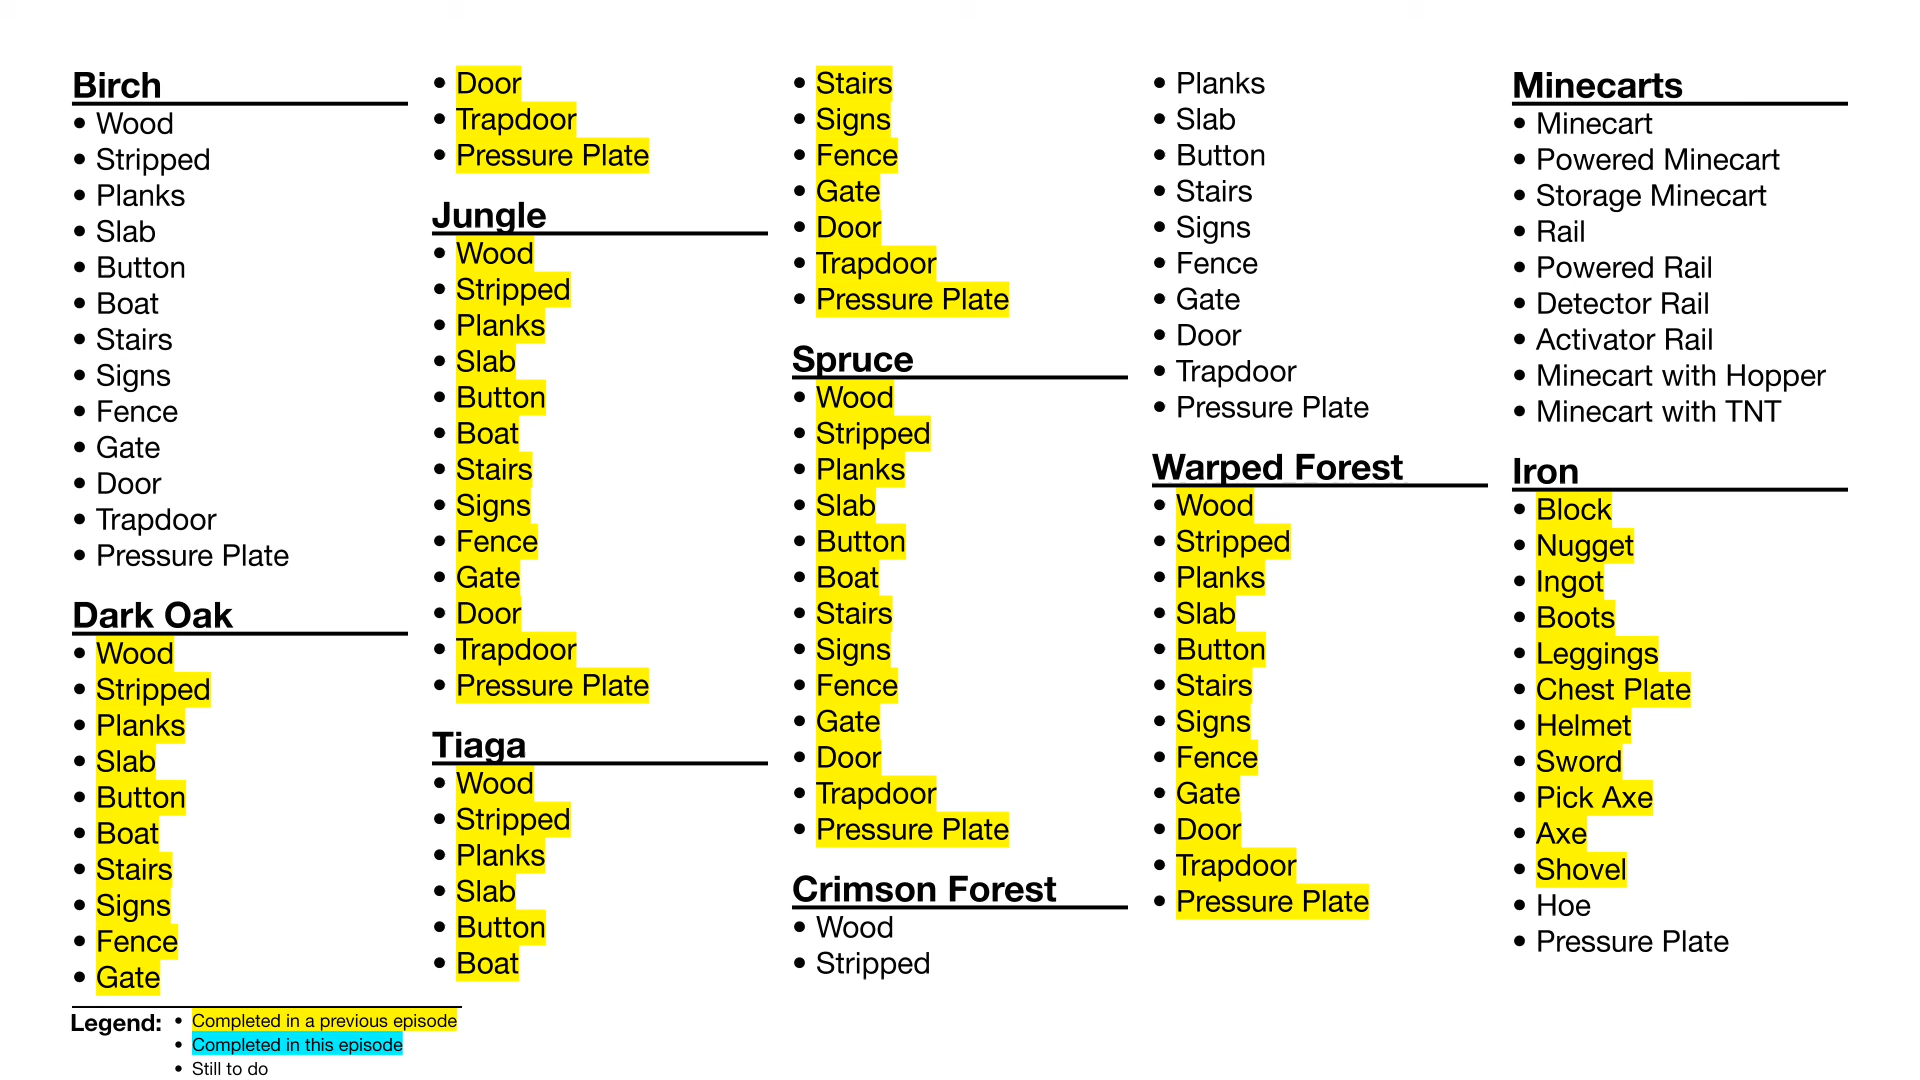 Birch
• Wood
• Stripped
• Planks
• Slab
• Button
• Boat
• Stairs
• Signs
• Fence
• Gate
• Door
• Trapdoor
• Pressure Plate
Dark Oak
• Wood
• Stripped
• Planks
• Slab
• Button
• Boat
• Stairs
• Signs
• Fence
• Gate
• Door
• Trapdoor
• Pressure Plate
Jungle
• Wood
• Stripped
• Planks
• Slab
• Button
• Boat
• Stairs
• Signs
• Fence
• Gate
• Door
• Trapdoor
• Pressure Plate
Tiaga
• Wood
• Stripped
• Planks
• Slab
• Button
• Boat
• Stairs
• Signs
• Fence
• Gate
• Door
• Trapdoor
• Pressure Plate
Spruce
• Wood
• Stripped
• Planks
• Slab
• Button
• Boat
• Stairs
• Signs
• Fence
• Gate
• Door
• Trapdoor
• Pressure Plate
Crimson Forest
• Wood
• Stripped
• Planks
• Slab
• Button
• Stairs
• Signs
• Fence
• Gate
• Door
• Trapdoor
• Pressure Plate
Warped Forest
• Wood
• Stripped
• Planks
• Slab
• Button
• Stairs
• Signs
• Fence
• Gate
• Door
• Trapdoor
• Pressure Plate
Minecarts
• Minecart
• Powered Minecart
• Storage Minecart
• Rail
• Powered Rail
• Detector Rail
• Activator Rail
• Minecart with Hopper
• Minecart with TNT
Iron
• Block
• Nugget
• Ingot
• Boots
• Leggings
• Chest Plate
• Helmet
• Sword
• Pick Axe
• Axe
• Shovel
• Hoe
• Pressure Plate
Legend: • Completed in a previous episode
• Completed in this episode
• Still to do